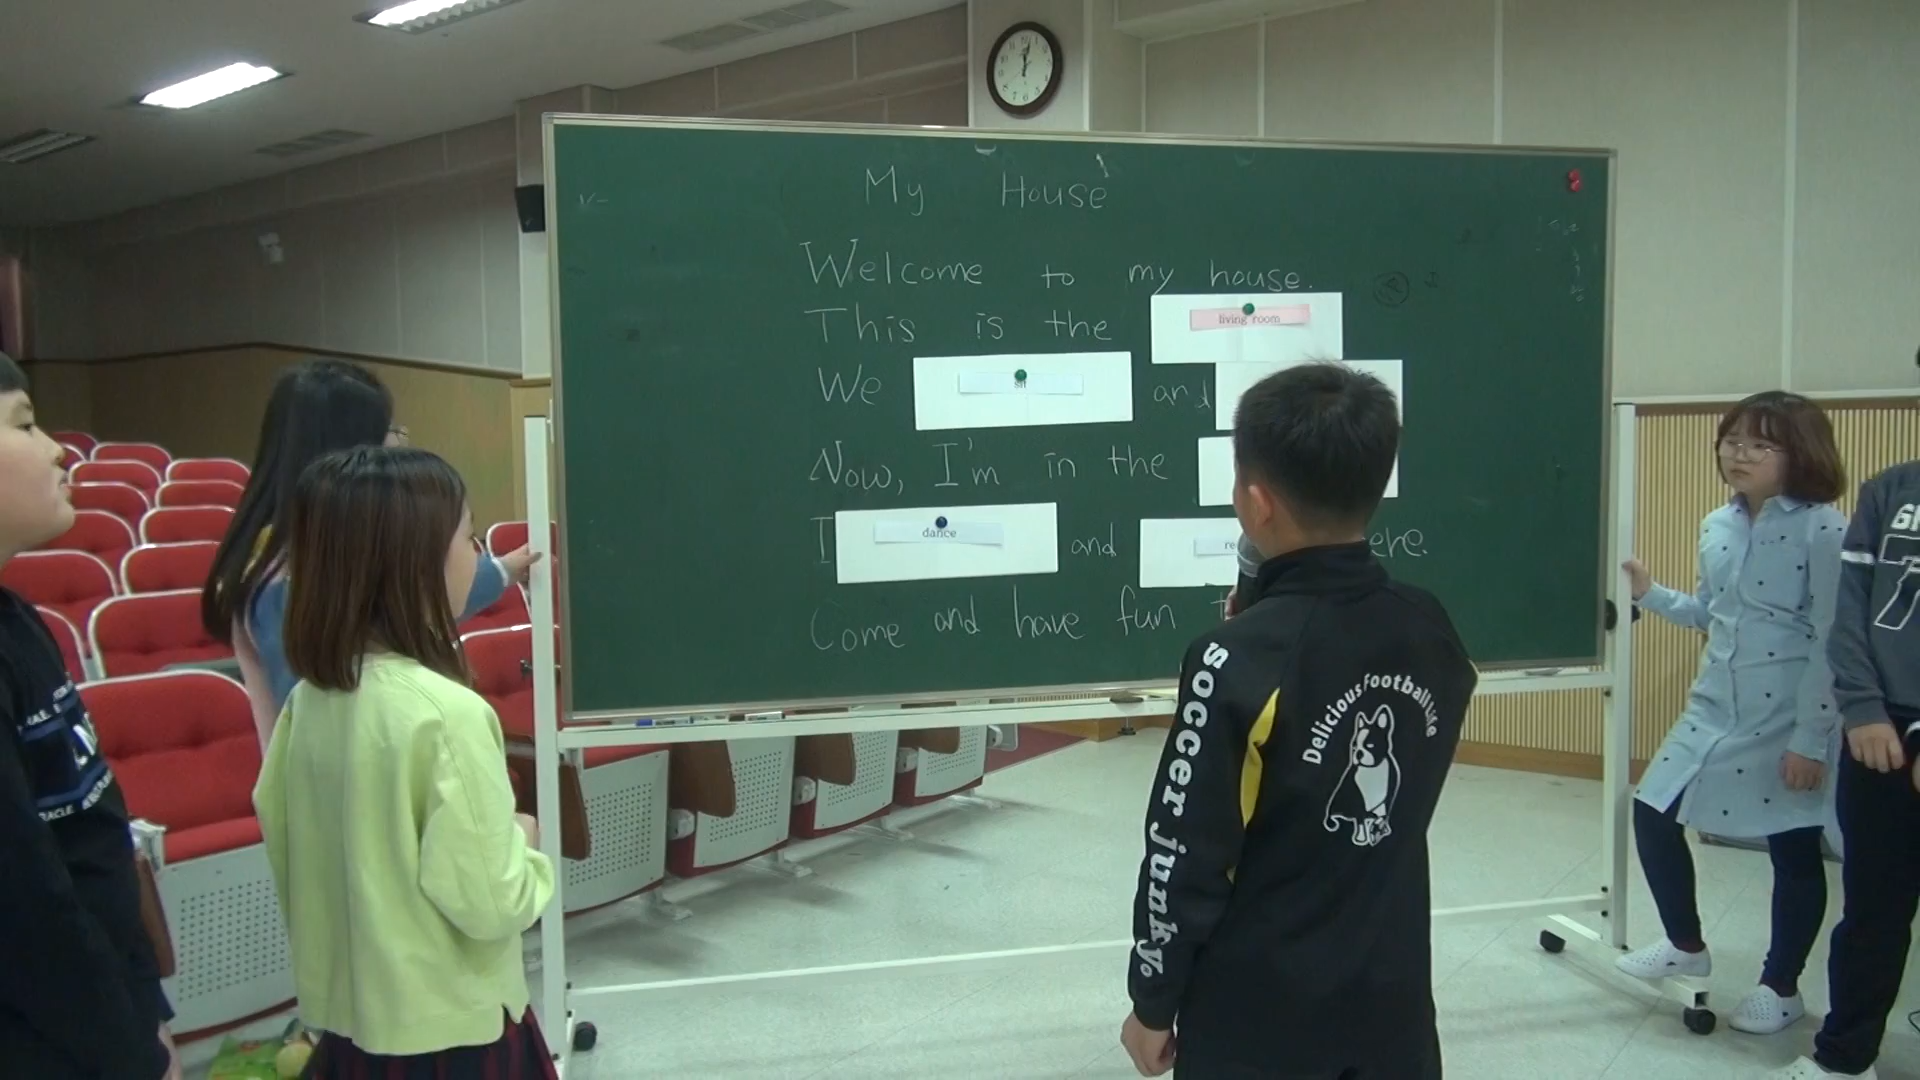 My House
Welcome to my house.
This is the living room
We sit and
Now, I'm in the
I dance and
Come and have fun
soccer junky.
Delicious Football Life